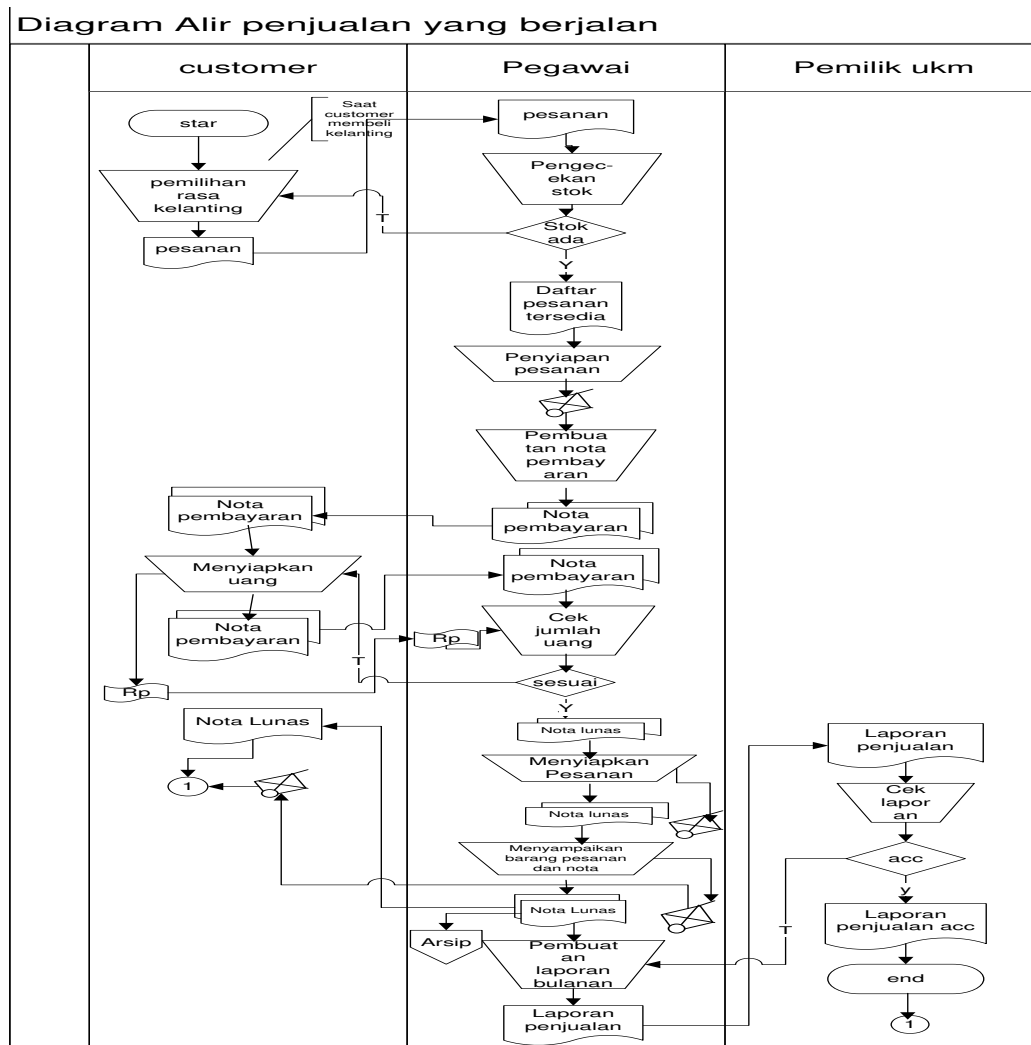 Diagram Alir penjualan yang berjalan
customer
Pegawai
Pemilik ukm
star
Saat
customer
membeli
kelanting
pemilihan
rasa
kelanting
pesanan
pesanan
Pengec-
ekan
stok
Stok
ada
T
Y
Daftar
pesanan
tersedia
Penyiapan
pesanan
Pembua
tan nota
pembay
aran
Nota
pembayaran
Nota
pembayaran
Menyiapkan
uang
Nota
pembayaran
Nota
pembayaran
Cek
jumlah
uang
Rp
Rp
T
sesuai
Y
Nota Lunas
1
Nota lunas
Menyiapkan
Pesanan
Nota lunas
Menyampaikan
barang pesanan
dan nota
Nota Lunas
Arsip
Pembuat
an
laporan
bulanan
Laporan
penjualan
Laporan
penjualan
Cek
lapor
an
acc
T
y
Laporan
penjualan acc
end
1